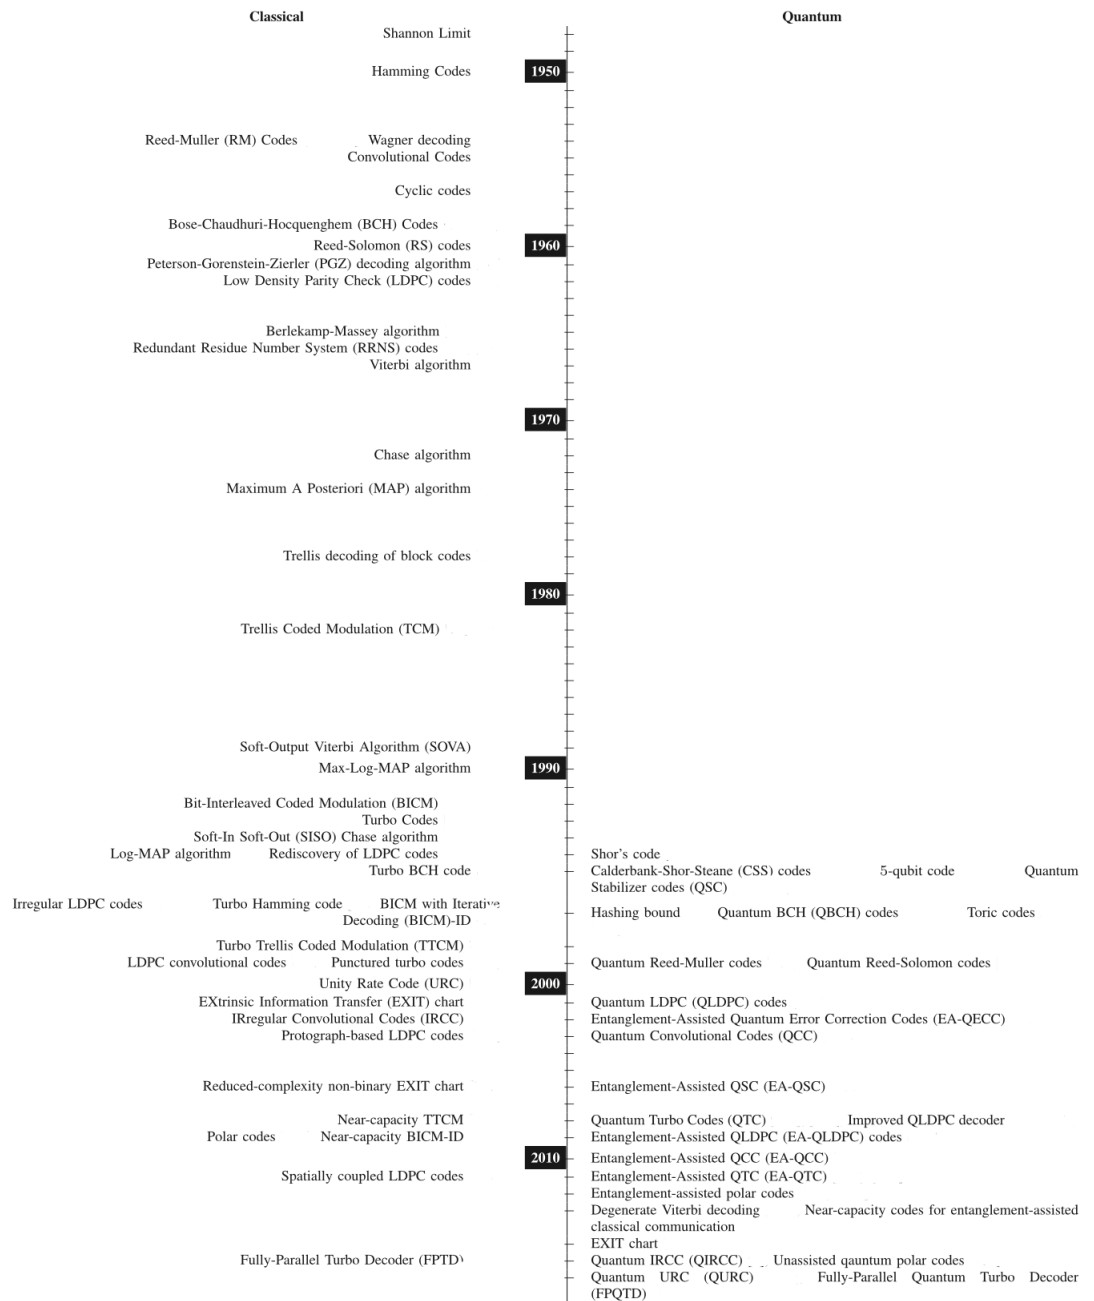 Classical Quantum
Shannon Limit
Hamming Codes 1950
Reed-Muller (RM) Codes Wagner decoding
Convolutional Codes
Cyclic codes
Bose-Chaudhuri-Hocquenghem (BCH) Codes
Reed-Solomon (RS) codes 1960
Peterson-Gorenstein-Zierler (PGZ) decoding algorithm
Low Density Parity Check (LDPC) codes
Berlekamp-Massey algorithm
Redundant Residue Number System (RRNS) codes
Viterbi algorithm
1970
Chase algorithm
Maximum A Posteriori (MAP) algorithm
Trellis decoding of block codes
1980
Trellis Coded Modulation (TCM)
Soft-Output Viterbi Algorithm (SOVA)
Max-Log-MAP algorithm 1990
Bit-Interleaved Coded Modulation (BICM)
Turbo Codes
Soft-In Soft-Out (SISO) Chase algorithm
Log-MAP algorithm Rediscovery of LDPC codes Shor's code
Turbo BCH code Calderbank-Shor-Steane (CSS) codes 5-qubit code Quantum
Stabilizer codes (QSC)
Irregular LDPC codes Turbo Hamming code BICM with Iterative
Hashing bound Quantum BCH (QBCH) codes Toric codes
Decoding (BICM)-ID
Turbo Trellis Coded Modulation (TTCM)
LDPC convolutional codes Punctured turbo codes Quantum Reed-Muller codes Quantum Reed-Solomon codes
Unity Rate Code (URC) 2000
EXtrinsic Information Transfer (EXIT) chart Quantum LDPC (QLDPC) codes
IRregular Convolutional Codes (IRCC) Entanglement-Assisted Quantum Error Correction Codes (EA-QECC)
Protograph-based LDPC codes Quantum Convolutional Codes (QCC)
Reduced-complexity non-binary EXIT chart Entanglement-Assisted QSC (EA-QSC)
Near-capacity TTCM Quantum Turbo Codes (QTC) Improved QLDPC decoder
Polar codes Near-capacity BICM-ID Entanglement-Assisted QLDPC (EA-QLDPC) codes
2010 Entanglement-Assisted QCC (EA-QCC)
Spatially coupled LDPC codes Entanglement-Assisted QTC (EA-QTC)
Entanglement-assisted polar codes
Degenerate Viterbi decoding Near-capacity codes for entanglement-assisted
classical communication
EXIT chart
Fully-Parallel Turbo Decoder (FPTD) Quantum IRCC (QIRCC) Unassisted qauntum polar codes
Quantum URC (QURC) Fully-Parallel Quantum Turbo Decoder
(FPQTD)